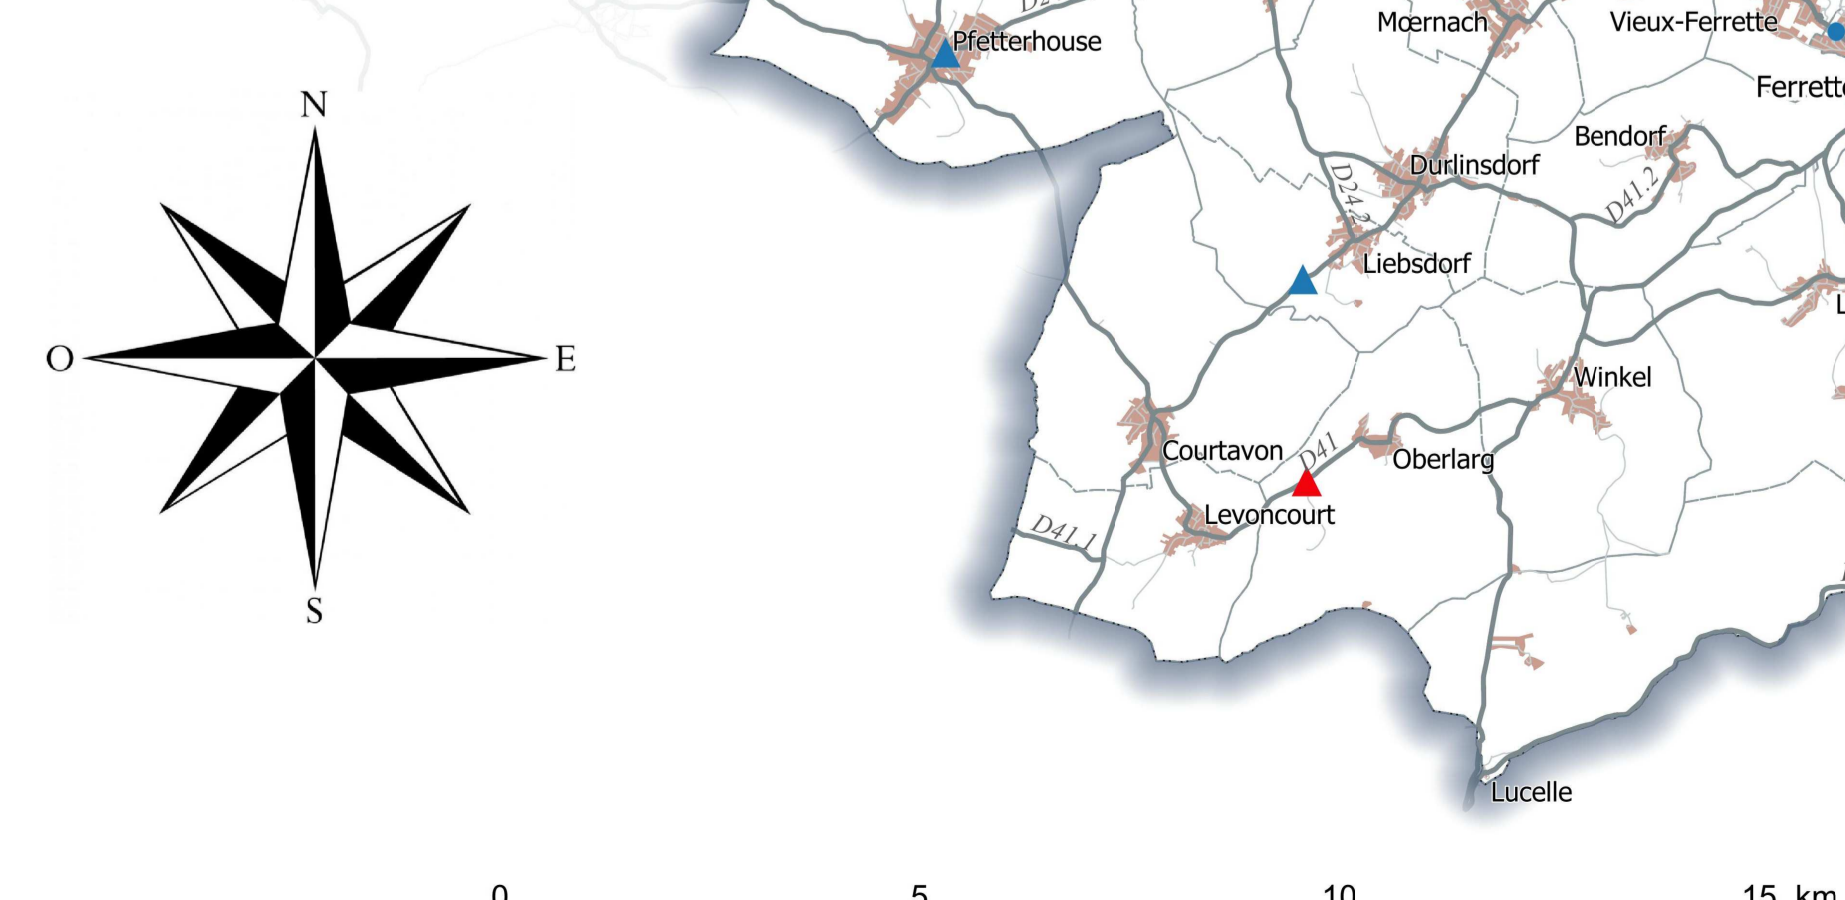 D2
Mœrnach
Vieux-Ferrette
Pfetterhouse
Ferrette
N
Bendorf
Durlinsdorf
D24.2
D41.2
Liebsdorf
L
O
E
Winkel
Courtavon
D41
Oberlarg
Levoncourt
D41.1
S
Lucelle
0
5
10
15 km